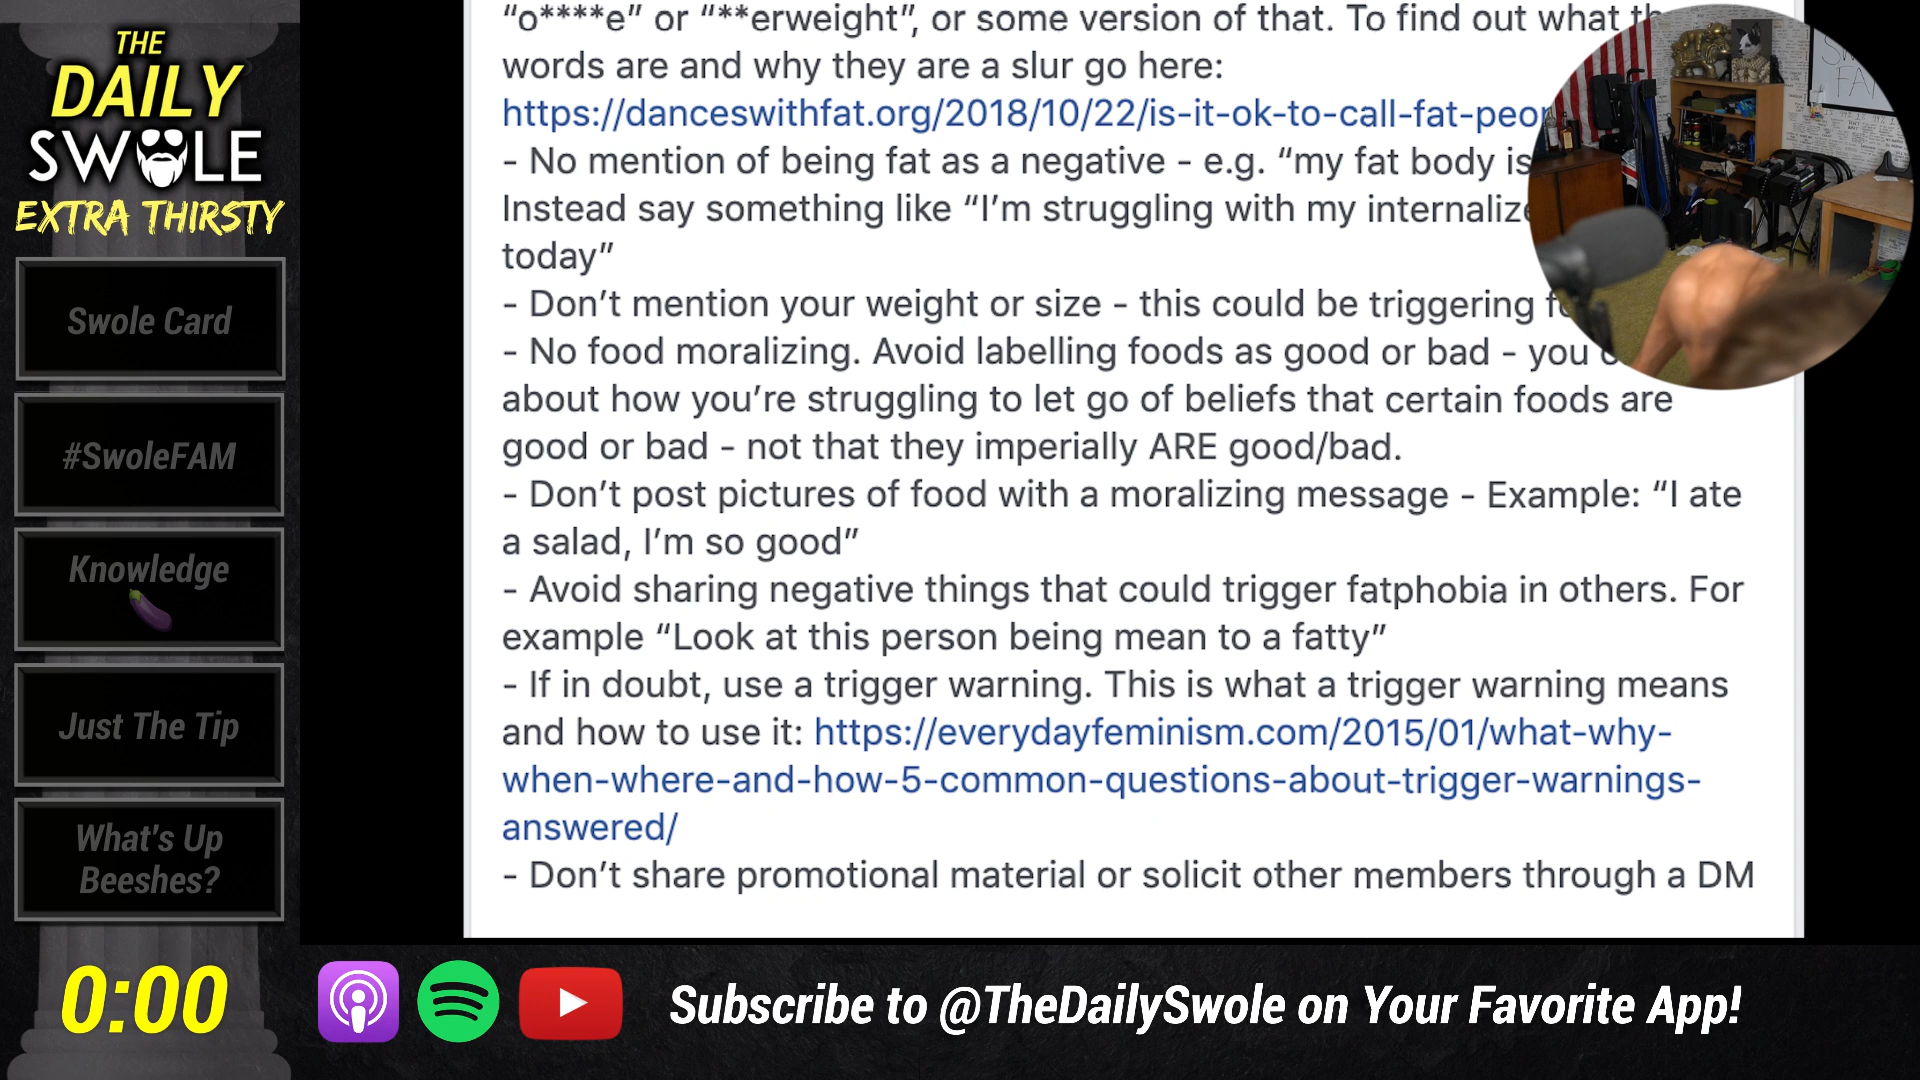 THE
DAILY
SWOLE
EXTRA THIRSTY
Swole Card
#SwoleFAM
Knowledge
Just The Tip
What's Up
Beeshes?
0:00
“o****e” or “**erweight”, or some version of that. To find out what
words are and why they are a slur go here:
https://danceswithfat.org/2018/10/22/is-it-ok-to-call-fat-peo
- No mention of being fat as a negative - e.g. “my fat body is
Instead say something like “I’m struggling with my
today”
- Don’t mention your weight or size - this could be triggering
- No food moralizing. Avoid labelling foods as good or bad - you
about how you’re struggling to let go of beliefs that certain foods are
good or bad - not that they imperially ARE good/bad.
- Don’t post pictures of food with a moralizing message - Example: “I ate
a salad, I’m so good”
- Avoid sharing negative things that could trigger fatphobia in others. For
example “Look at this person being mean to a fatty”
- If in doubt, use a trigger warning. This is what a trigger warning means
and how to use it: https://everydayfeminism.com/2015/01/what-why-
when-where-and-how-5-common-questions-about-trigger-warnings-
answered/
- Don’t share promotional material or solicit other members through a DM
Subscribe to @TheDailySwole on Your Favorite App!